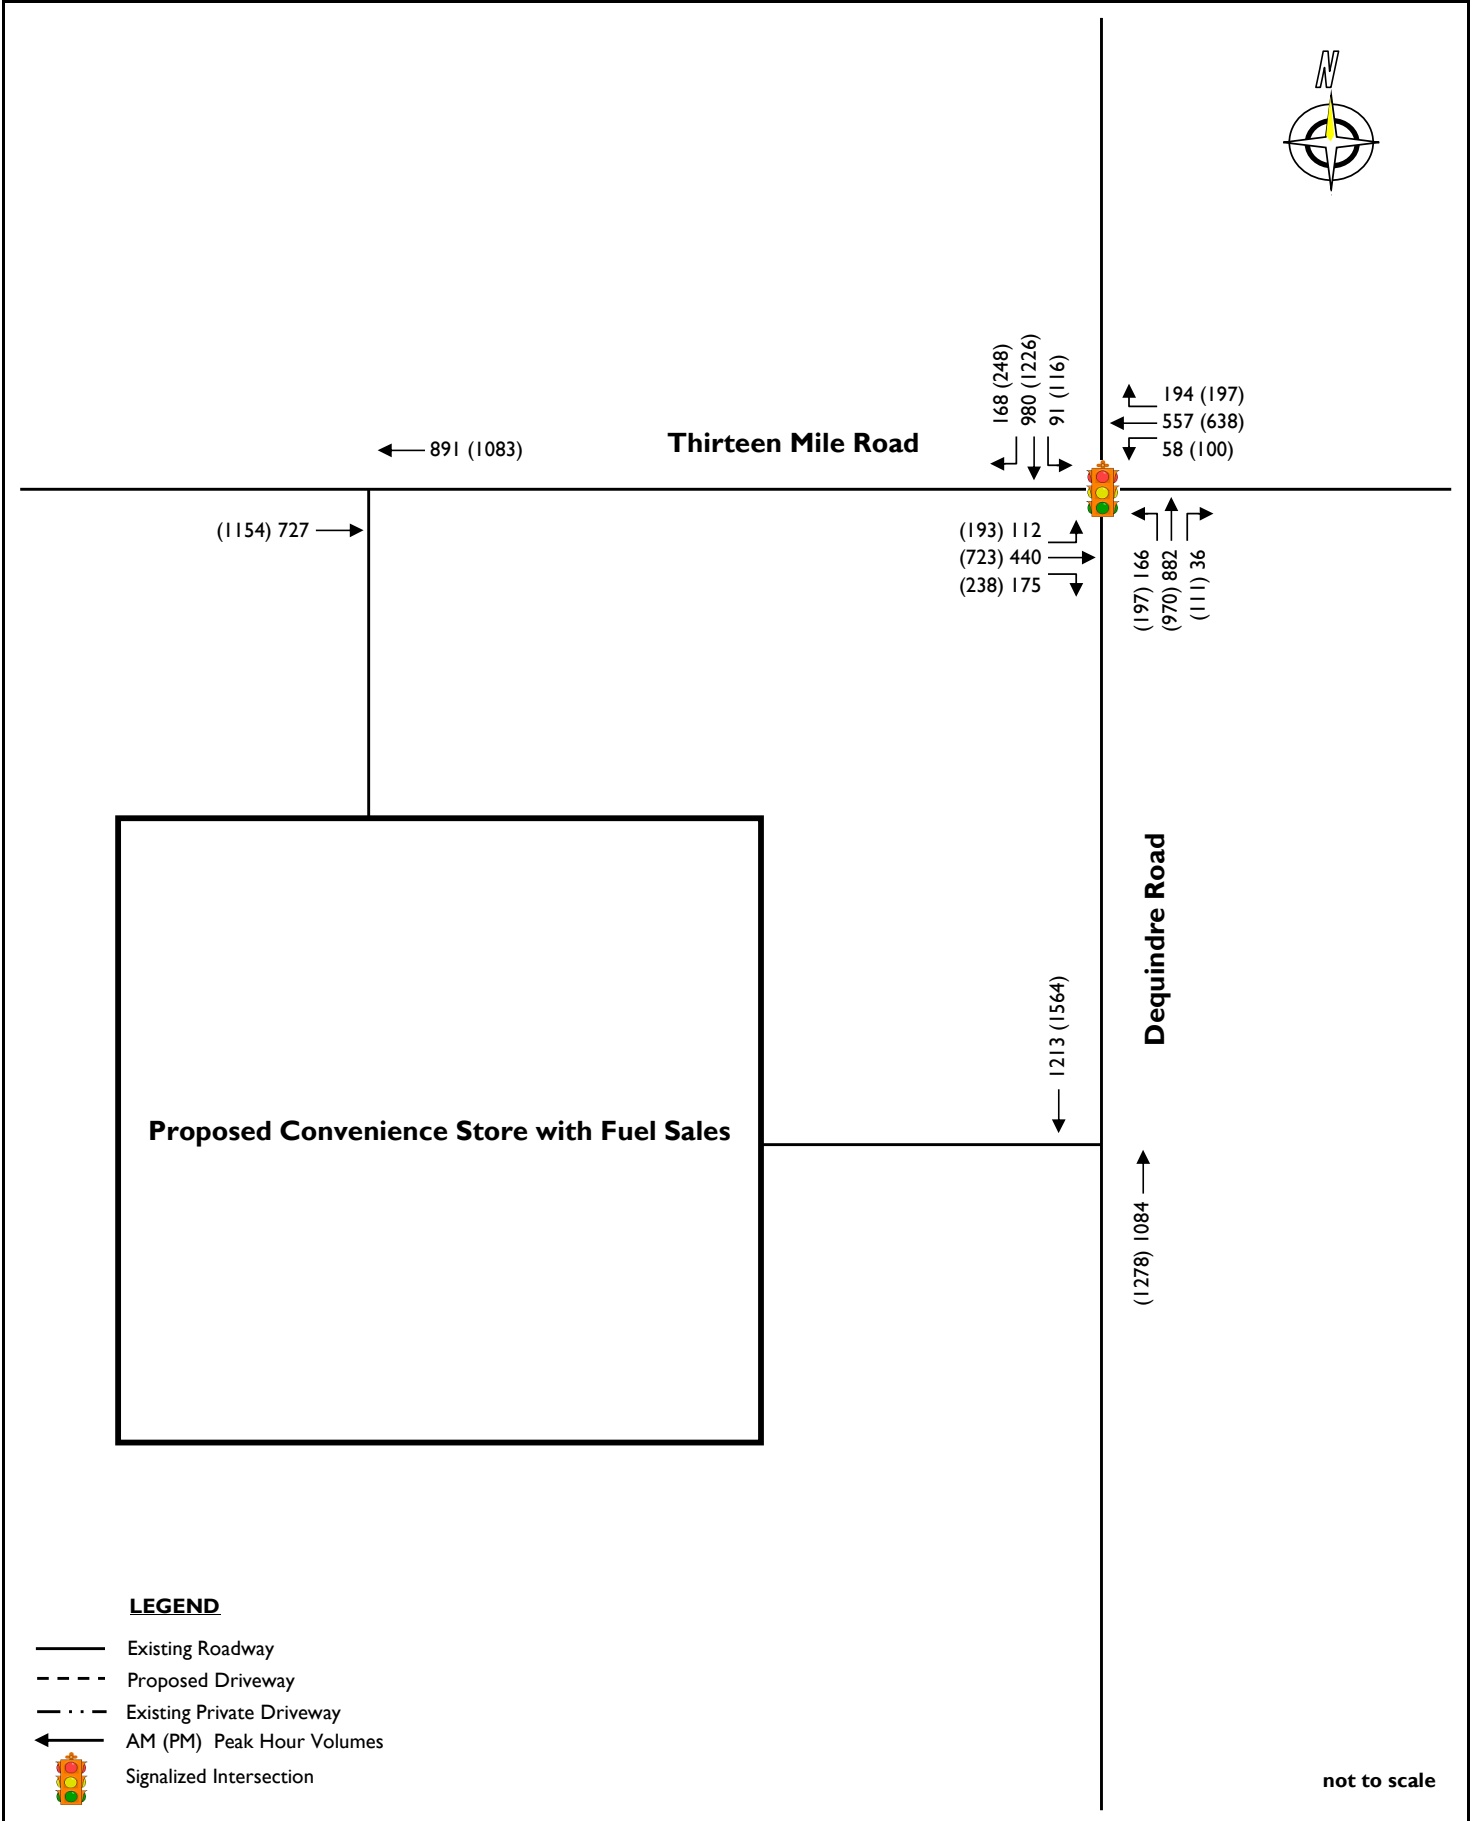 N
168 (248)
980 (1226)
91 (116)
194 (197)
557 (638)
58 (100)
Thirteen Mile Road
891 (1083)
(1154) 727
(193) 112
(723) 440
(238) 175
(197) 166
(970) 882
(111) 36
Dequindre Road
1213 (1564)
Proposed Convenience Store with Fuel Sales
(1278) 1084
LEGEND
Existing Roadway
Proposed Driveway
Existing Private Driveway
AM (PM) Peak Hour Volumes
Signalized Intersection
not to scale